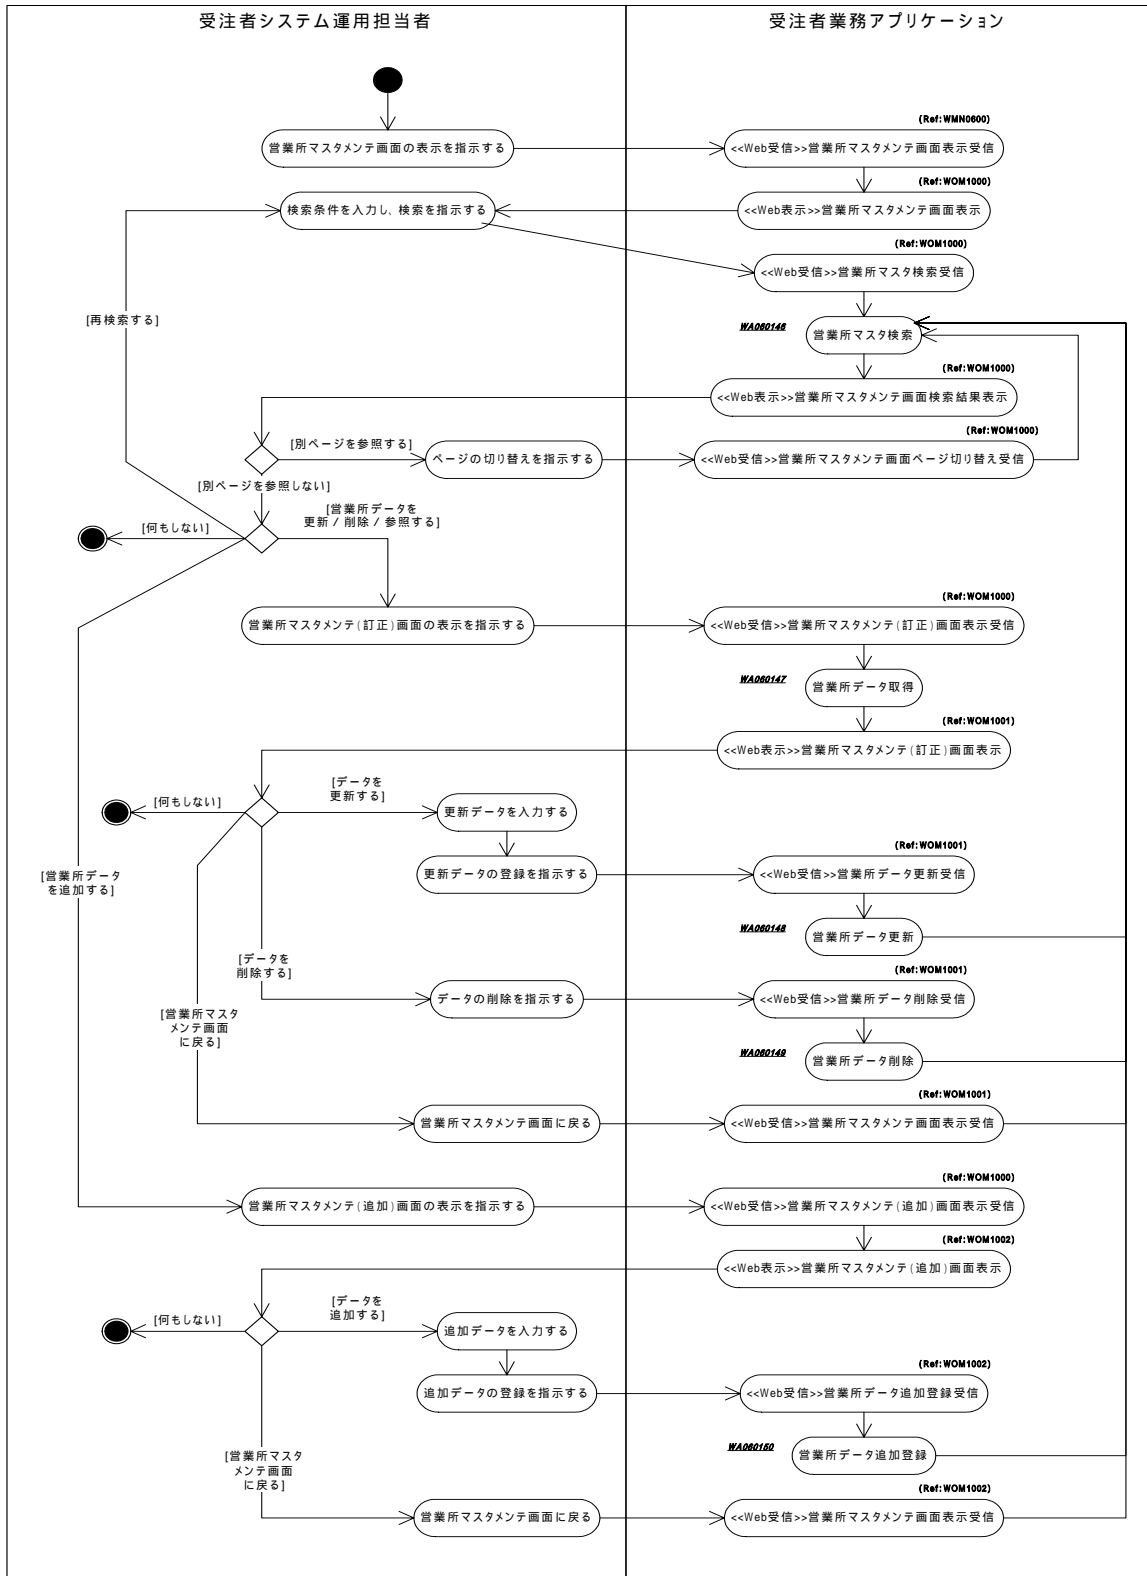 受注者システム運用担当者
受注者業務アプリケーション
(Ref:WMN0600)
営業所マスタメンテ画面の表示を指示する
<<Web受信>>営業所マスタメンテ画面表示受信
(Ref:WOM1000)
検索条件を入力し、検索を指示する
<<Web表示>>営業所マスタメンテ画面表示
(Ref:WOM1000)
<<Web受信>>営業所マスタ検索受信
[再検索する]
WA060146
営業所マスタ検索
(Ref:WOM1000)
<<Web表示>>営業所マスタメンテ画面検索結果表示
[別ページを参照する]
(Ref:WOM1000)
ページの切り替えを指示する
<<Web受信>>営業所マスタメンテ画面ページ切り替え受信
[別ページを参照しない]
[営業所データを
更新/削除/参照する]
[何もしない]
(Ref:WOM1000)
営業所マスタメンテ(訂正)画面の表示を指示する
<<Web受信>>営業所マスタメンテ(訂正)画面表示受信
WA060147
営業所データ取得
(Ref:WOM1001)
<<Web表示>>営業所マスタメンテ(訂正)画面表示
[データを
更新する]
[何もしない]
更新データを入力する
(Ref:WOM1001)
[営業所データ
を追加する]
更新データの登録を指示する
<<Web受信>>営業所データ更新受信
WA060148
営業所データ更新
[データを
削除する]
(Ref:WOM1001)
データの削除を指示する
<<Web受信>>営業所データ削除受信
[営業所マスタ
メンテ画面
に戻る]
WA060149
営業所データ削除
(Ref:WOM1001)
営業所マスタメンテ画面に戻る
<<Web受信>>営業所マスタメンテ画面表示受信
(Ref:WOM1000)
営業所マスタメンテ(追加)画面の表示を指示する
<<Web受信>>営業所マスタメンテ(追加)画面表示受信
(Ref:WOM1002)
<<Web表示>>営業所マスタメンテ(追加)画面表示
[データを
追加する]
[何もしない]
追加データを入力する
(Ref:WOM1002)
追加データの登録を指示する
<<Web受信>>営業所データ追加登録受信
WA060150
営業所データ追加登録
[営業所マスタ
メンテ画面
に戻る]
(Ref:WOM1002)
営業所マスタメンテ画面に戻る
<<Web受信>>営業所マスタメンテ画面表示受信